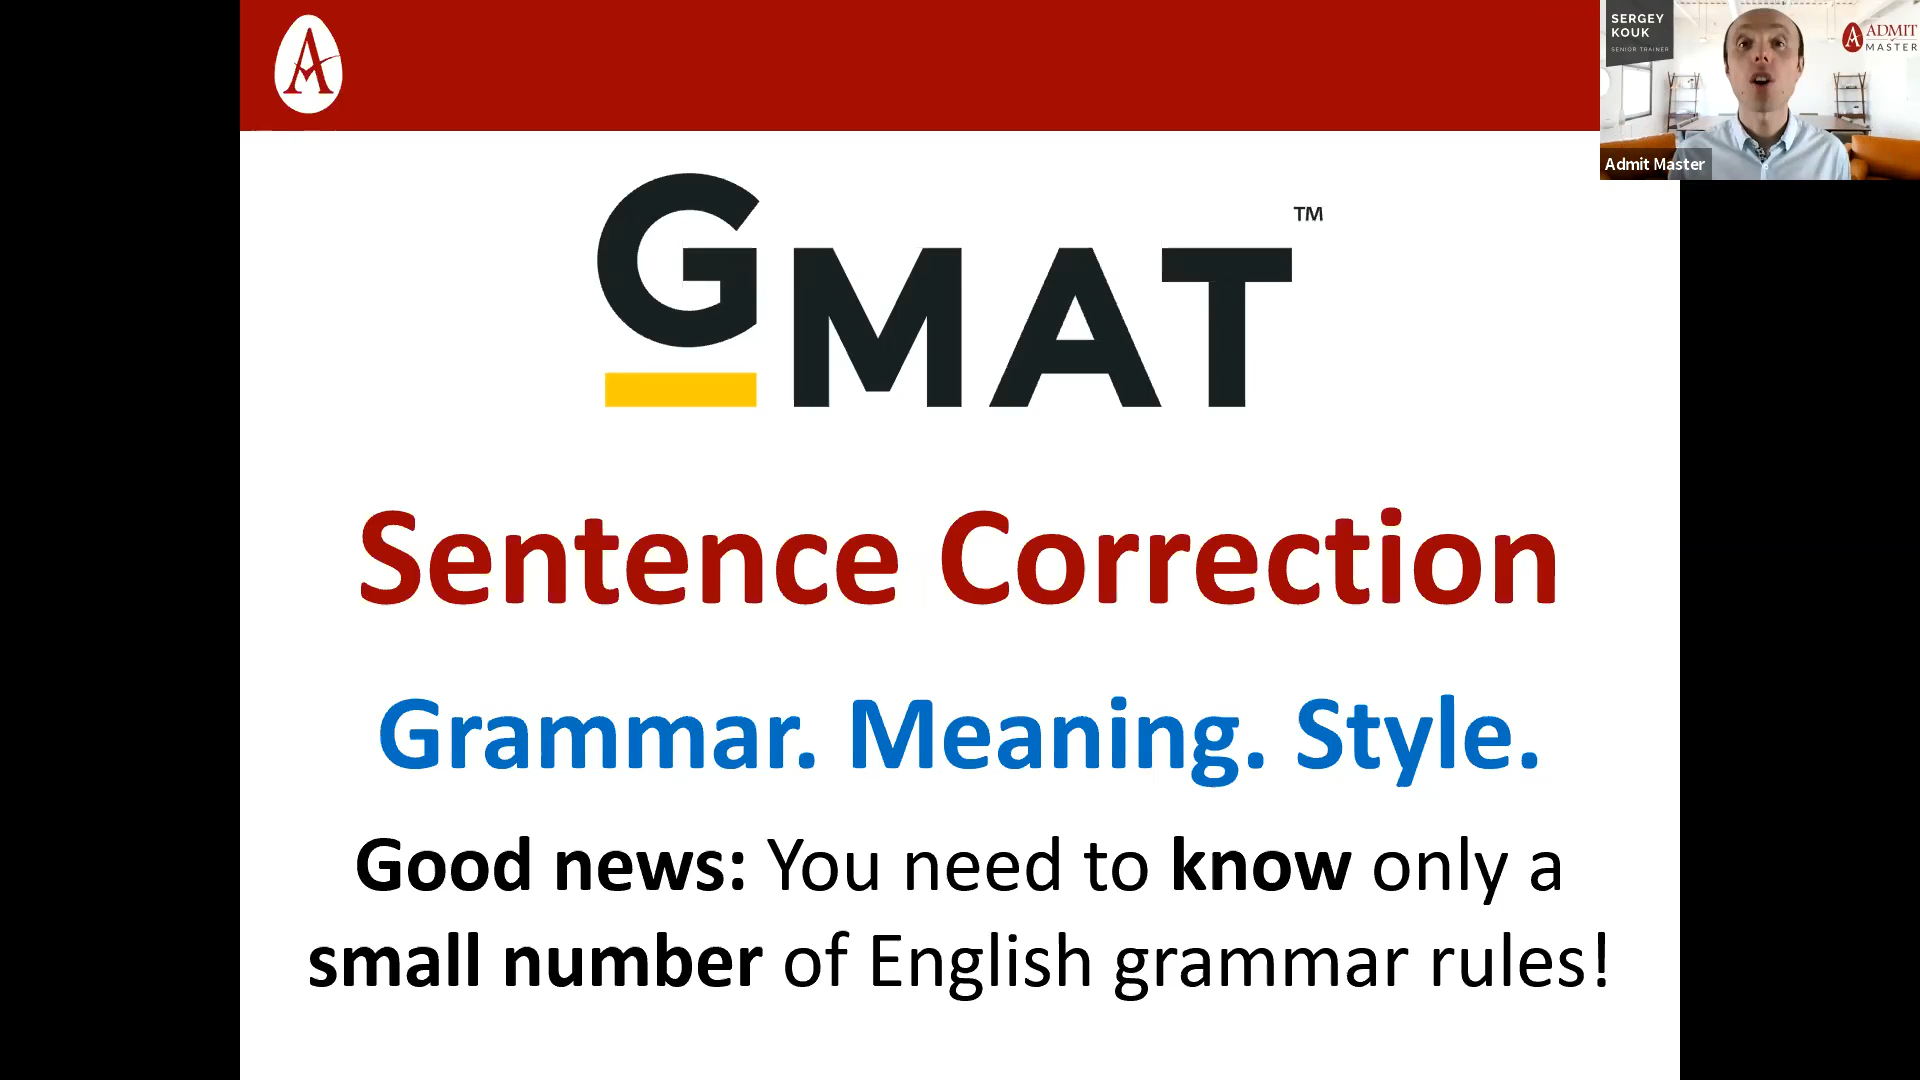 SERGEY
KOUK
SENIOR TRAINER
ADMIT
MASTER
Admit Master
GMAT™
Sentence Correction
Grammar. Meaning. Style.
Good news: You need to know only a
small number of English grammar rules!